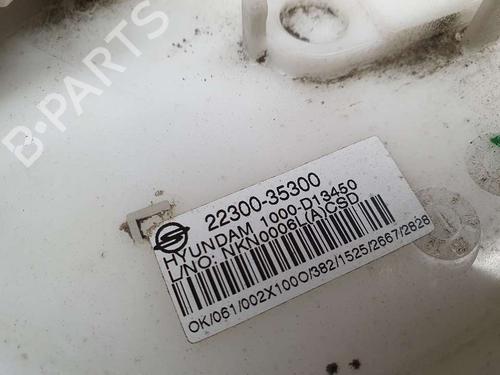 B-PARTS
22300-35300
HYUNDAM 1000-D13450
L/NO: NKN0006L(A)CSD
OK/061/002X100O/382/1525/2667/2828